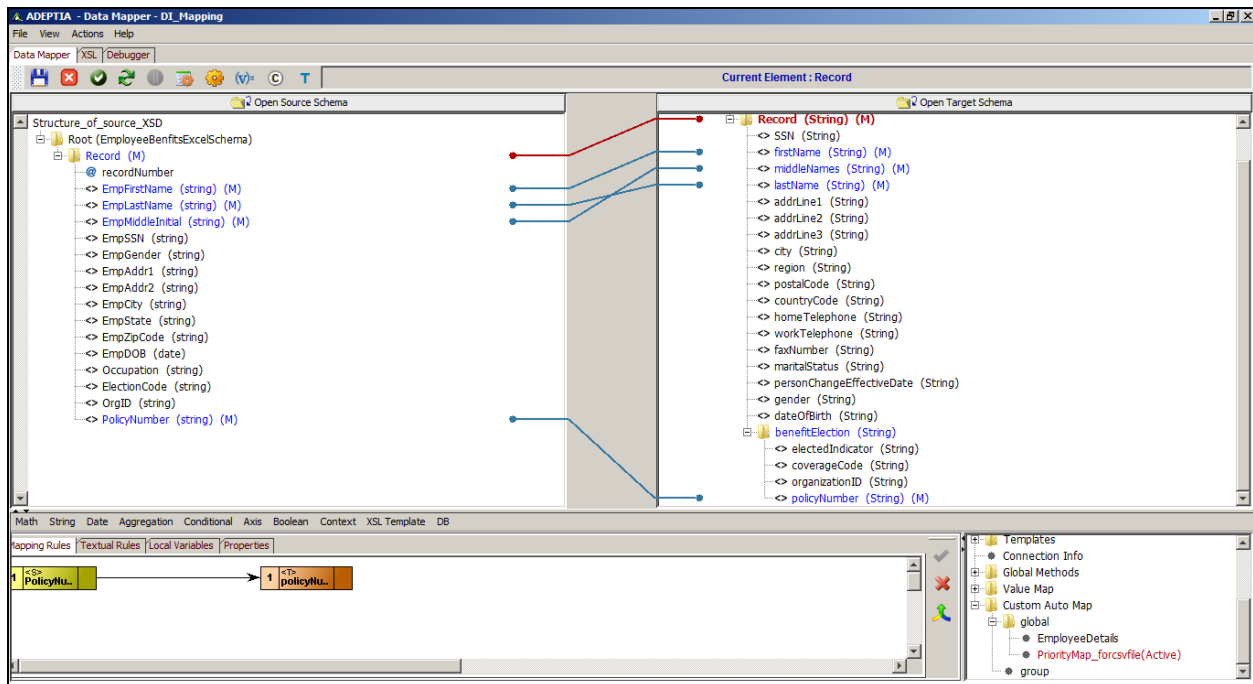 ADEPTIA - Data Mapper - DI_Mapping
File View Actions Help
Data Mapper XSL Debugger
(v)= C T
Current Element : Record
Open Source Schema
Open Target Schema
Structure_of_source_XSD
Root (EmployeeBenfitsExcelSchema)
Record (M)
@ recordNumber
<> EmpFirstName (string) (M)
<> EmpLastName (string) (M)
<> EmpMiddleInitial (string) (M)
<> EmpSSN (string)
<> EmpGender (string)
<> EmpAddr1 (string)
<> EmpAddr2 (string)
<> EmpCity (string)
<> EmpState (string)
<> EmpZipCode (string)
<> EmpDOB (date)
<> Occupation (string)
<> ElectionCode (string)
<> OrgID (string)
<> PolicyNumber (string) (M)
Record (String) (M)
<> SSN (String)
<> firstName (String) (M)
<> middleNames (String) (M)
<> lastName (String) (M)
<> addrLine1 (String)
<> addrLine2 (String)
<> addrLine3 (String)
<> city (String)
<> region (String)
<> postalCode (String)
<> countryCode (String)
<> homeTelephone (String)
<> workTelephone (String)
<> faxNumber (String)
<> maritalStatus (String)
<> personChangeEffectiveDate (String)
<> gender (String)
<> dateOfBirth (String)
benefitElection (String)
<> electedIndicator (String)
<> coverageCode (String)
<> organizationID (String)
<> policyNumber (String) (M)
Math String Date Aggregation Conditional Axis Boolean Context XSL Template DB
Mapping Rules Textual Rules Local Variables Properties
1 <S> PolicyNu..
1 <T> policyNu..
Templates
Connection Info
Global Methods
Value Map
Custom Auto Map
global
EmployeeDetails
PriorityMap_forcsvfile(Active)
group